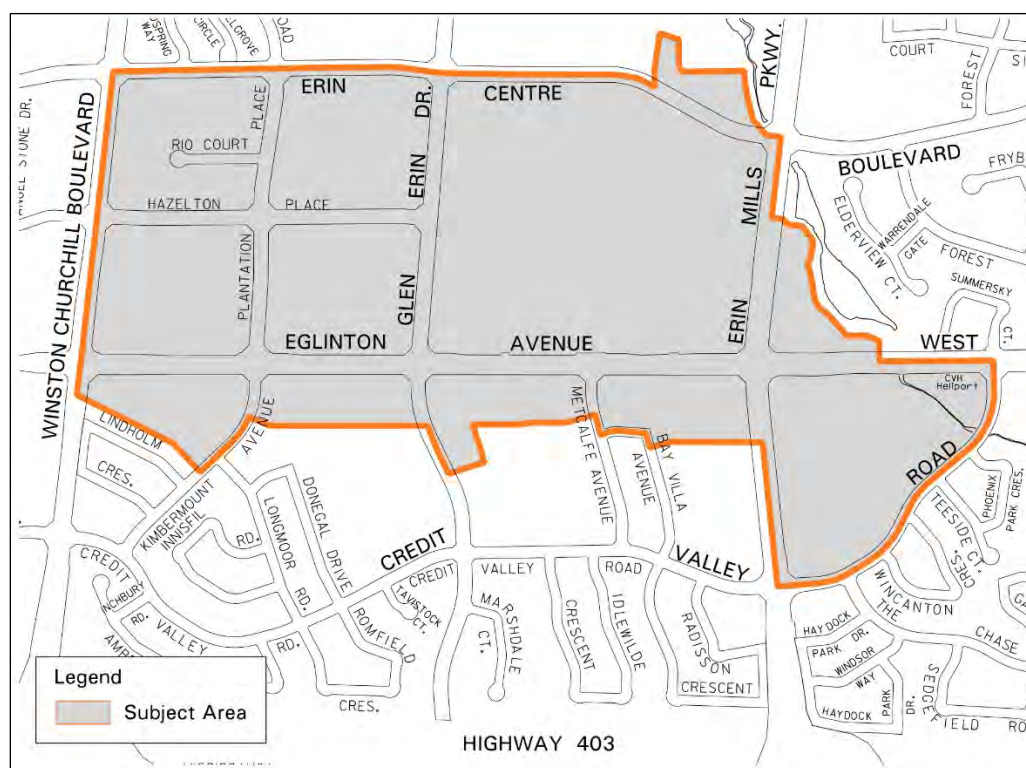 CIRCLE
ROAD
PKWY.
COURT
FOREST
ERIN
CENTRE
BOULEVARD
WINSTON CHURCHILL BOULEVARD
PLACE
RIO COURT
ERIN
DR.
MILLS
HAZELTON
PLACE
ELDERVIEW CT.
WARRENDALE
GATE
FOREST
SUMMERSKY
CT.
PLANTATION
GLEN
ERIN
EGLINTON
AVENUE
WEST
CVH
Heliport
LINDHOLM
CRES.
AVENUE
METCALFE AVENUE
BAY VILLA
AVENUE
ROAD
PHOENIX
PARK CRES.
TEESIDE CT.
CRES.
KIMBERMOUNT
INNISFIL
RD.
DONEGAL DRIVE
LONGMOOR
RD.
CREDIT
VALLEY
CREDIT
VALLEY
ROAD
CREDIT
VALLEY
RD.
INCHBURY
RD.
TAVISTOCK
CT.
ROMFIELD
CRES.
MARSHDALE
CT.
CRESCENT
IDLEWILDE
RADISSON
CRESCENT
WINCANTON
THE
CHASE
HAYDOCK
PARK DR.
WINDSOR
WAY
HAYDOCK
PARK
DR.
SEDGEFIELD
Legend
Subject Area
HIGHWAY 403